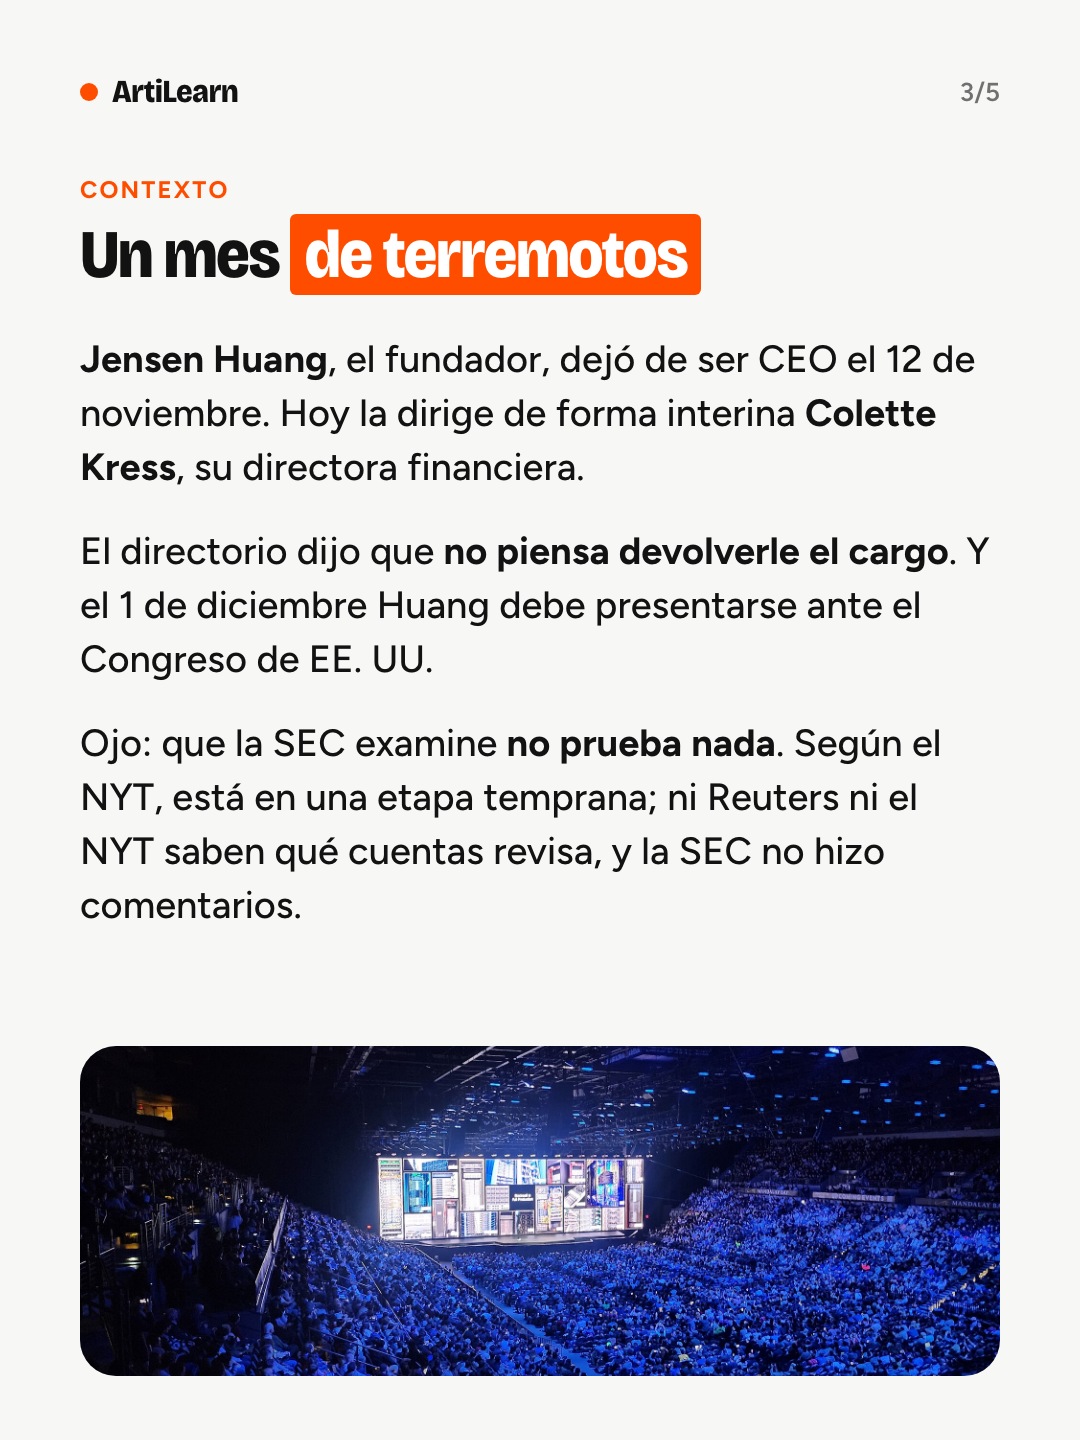 ArtiLearn
3/5
CONTEXTO
Un mes de terremotos
Jensen Huang, el fundador, dejó de ser CEO el 12 de
noviembre. Hoy la dirige de forma interina Colette
Kress, su directora financiera.
El directorio dijo que no piensa devolverle el cargo. Y
el 1 de diciembre Huang debe presentarse ante el
Congreso de EE. UU.
Ojo: que la SEC examine no prueba nada. Según el
NYT, está en una etapa temprana; ni Reuters ni el
NYT saben qué cuentas revisa, y la SEC no hizo
comentarios.